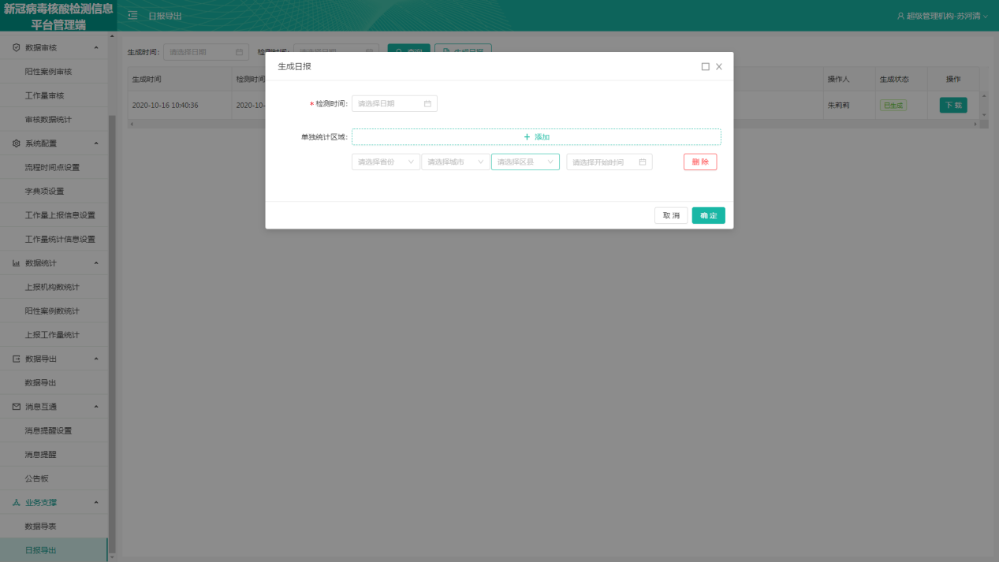 新冠病毒核酸检测信息
平台管理端
日报导出
超级管理机构-苏河清
数据审核
阳性案例审核
工作量审核
审核数据统计
系统配置
流程时间点设置
字典项设置
工作量上报信息设置
工作量统计信息设置
数据统计
上报机构数统计
阳性案例数统计
上报工作量统计
数据导出
数据导出
消息互通
消息提醒设置
消息提醒
公告板
业务支撑
数据导表
日报导出
生成时间: 请选择日期
生成时间 检测时间 操作人 生成状态 操作
2020-10-16 10:40:36 2020-10- 朱莉莉 已生成 下 载
生成日报
* 检测时间: 请选择日期
单独统计区域: + 添加
请选择省份 请选择城市 请选择区县 请选择开始时间 删 除
取 消 确 定